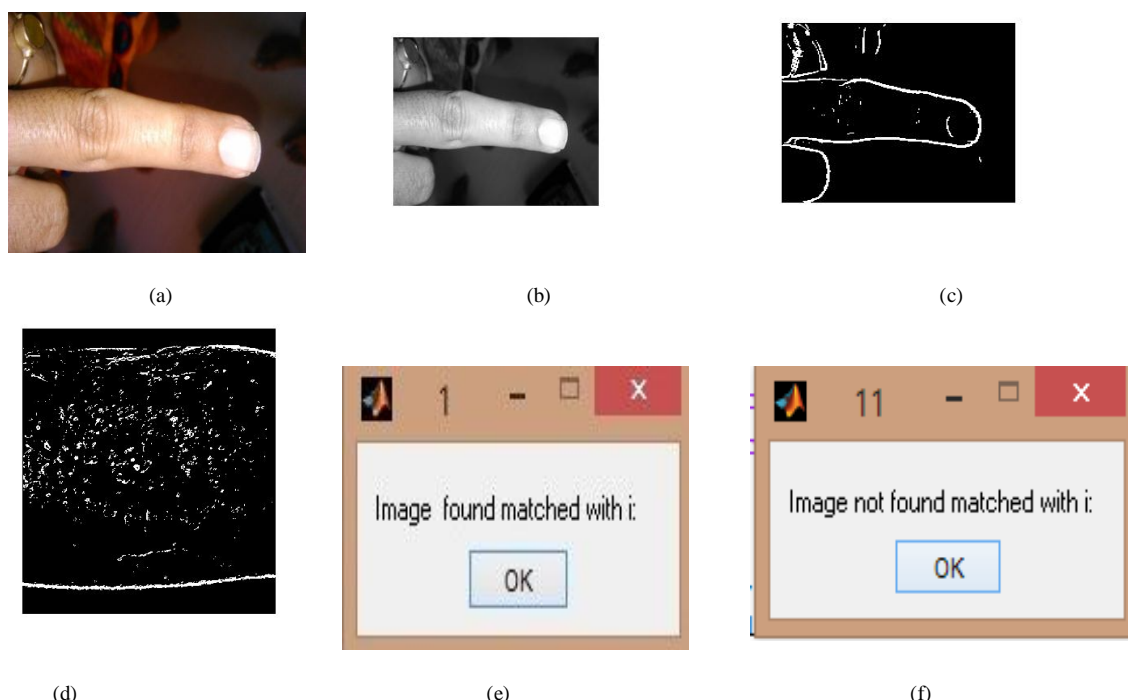 (a)
(b)
(c)
1
Image found matched with i:
OK
11
Image not found matched with i:
OK
(d)
(e)
(f)